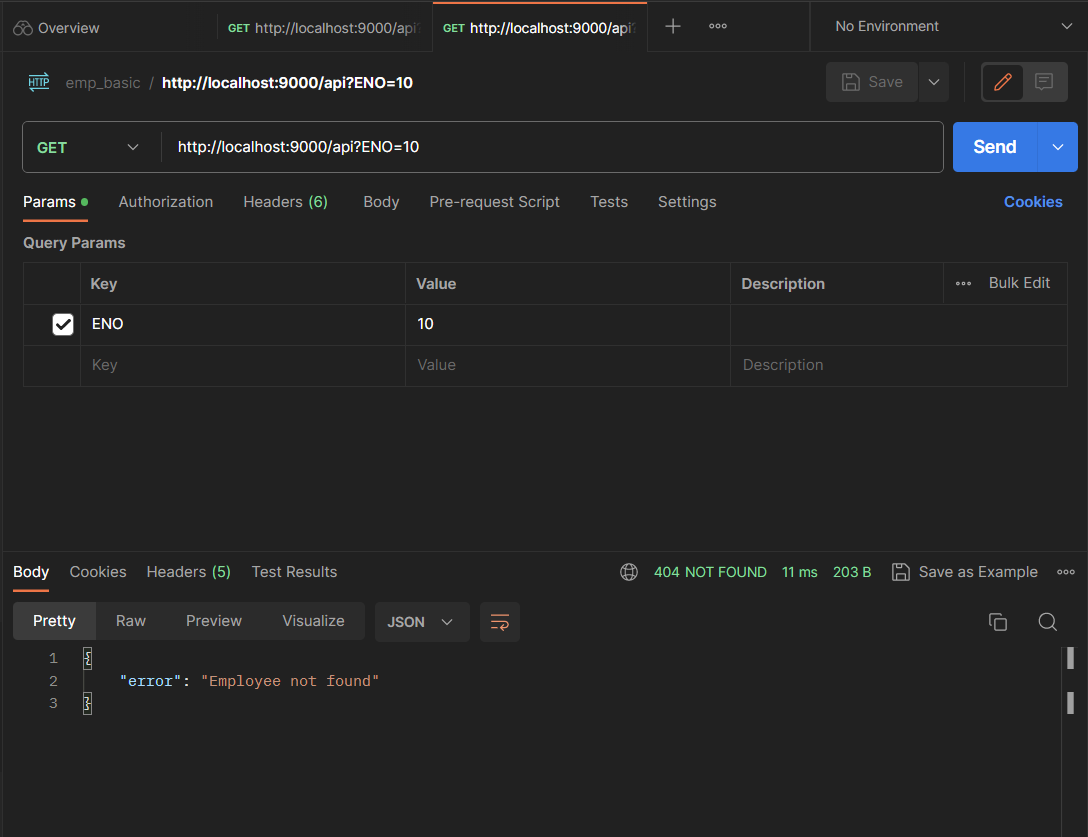 Overview GET http://localhost:9000/api? GET http://localhost:9000/api? No Environment
HTTP emp_basic / http://localhost:9000/api?ENO=10 Save
GET http://localhost:9000/api?ENO=10 Send
Params Authorization Headers (6) Body Pre-request Script Tests Settings Cookies
Query Params
Key Value Description Bulk Edit
ENO 10
Key Value Description
Body Cookies Headers (5) Test Results 404 NOT FOUND 11 ms 203 B Save as Example
Pretty Raw Preview Visualize JSON
1 {
2 "error": "Employee not found"
3 }